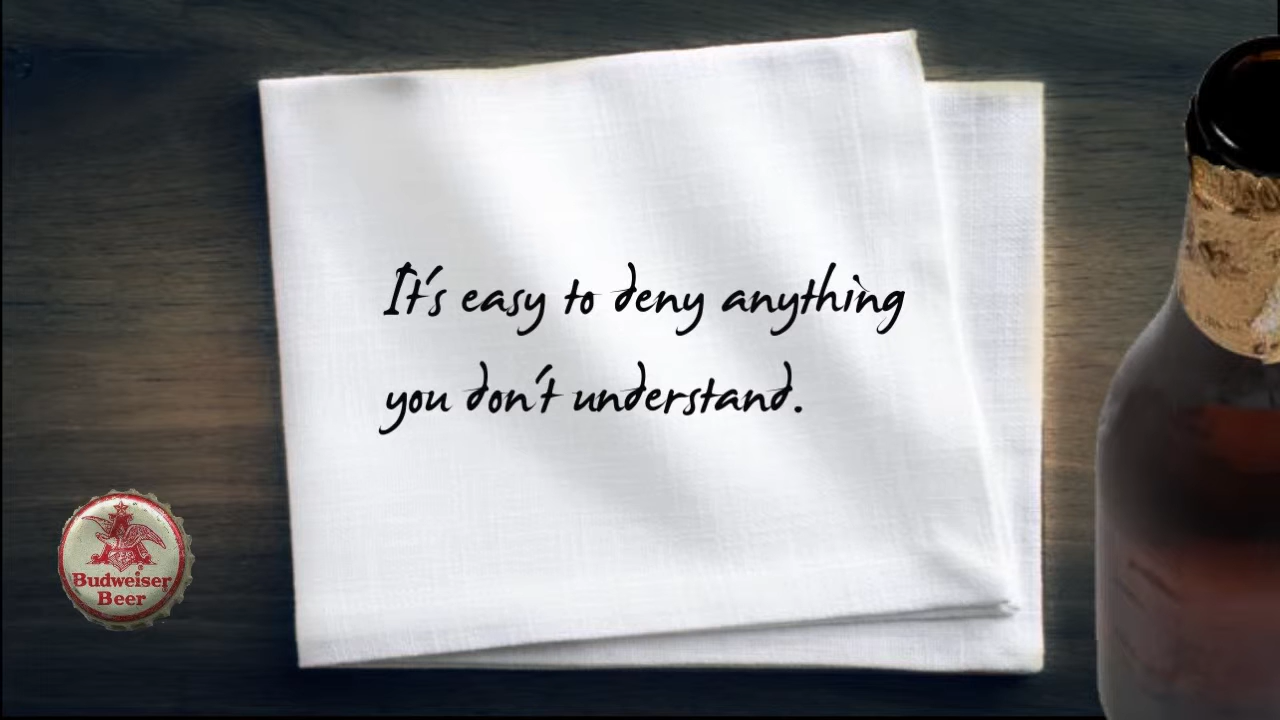 It's easy to deny anything
you don't understand.
Budweiser
Beer